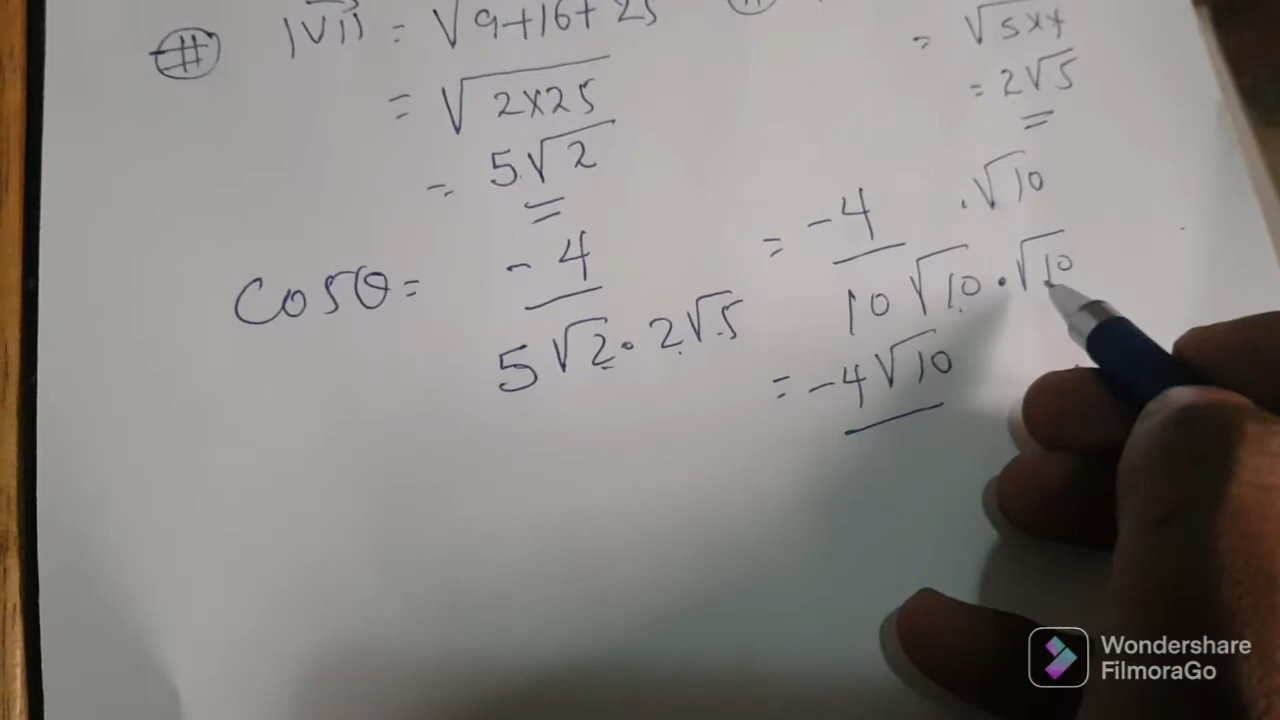 # |V1| = √9+16+25
= √2×25
= 5√2
= √5×4
= 2√5
Cosθ = -4 / 5√2 · 2√5
= -4 · √10 / 10√10 · √10
= -4√10
Wondershare
FilmoraGo